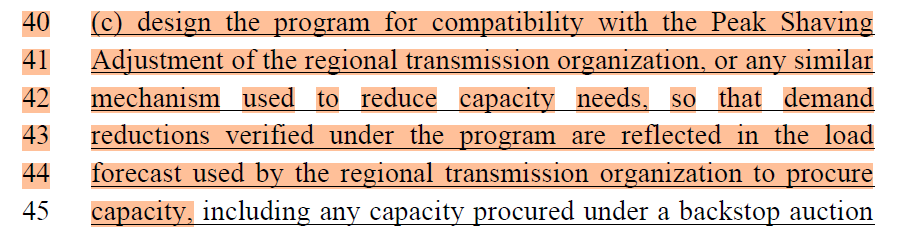 40 (c) design the program for compatibility with the Peak Shaving
41 Adjustment of the regional transmission organization, or any similar
42 mechanism used to reduce capacity needs, so that demand
43 reductions verified under the program are reflected in the load
44 forecast used by the regional transmission organization to procure
45 capacity, including any capacity procured under a backstop auction